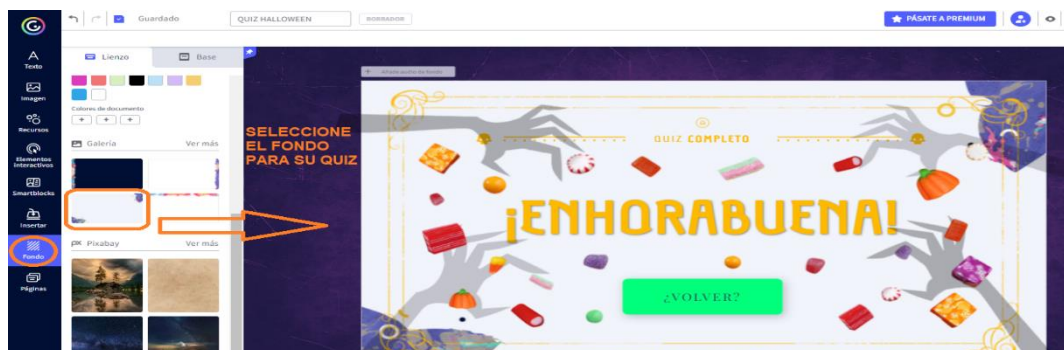 Guardado
QUIZ HALLOWEEN
BORRADOR
PÁSATE A PREMIUM
Texto
Imagen
Recursos
Elementos
interactivos
Smartblocks
Insertar
Fondo
Páginas
Lienzo
Base
Colores de documento
Galería
Ver más
Pixabay
Ver más
SELECCIONE
EL FONDO
PARA SU QUIZ
QUIZ COMPLETO
¡ENHORABUENA!
¿VOLVER?